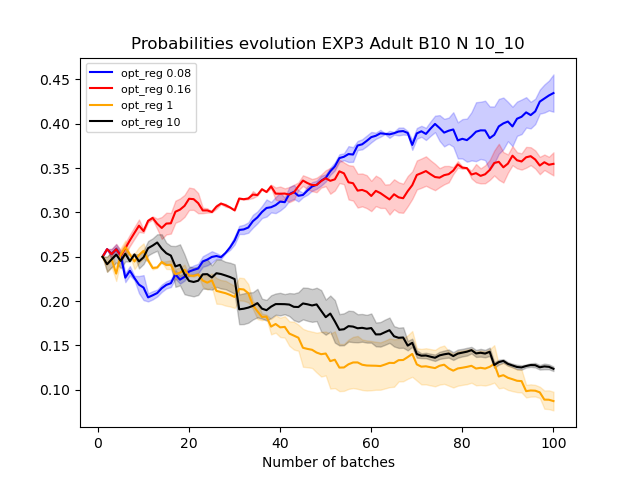 Probabilities evolution EXP3 Adult B10 N 10_10
opt_reg 0.08
opt_reg 0.16
opt_reg 1
opt_reg 10
0.45
0.40
0.35
0.30
0.25
0.20
0.15
0.10
0 20 40 60 80 100
Number of batches